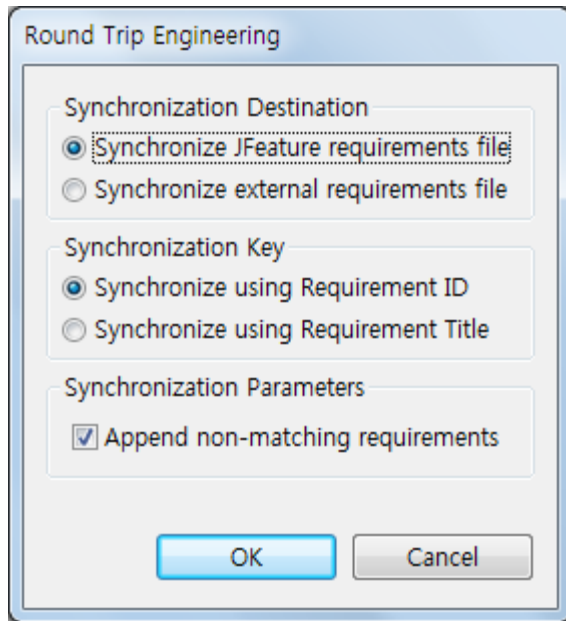 Round Trip Engineering
Synchronization Destination
Synchronize JFeature requirements file
Synchronize external requirements file
Synchronization Key
Synchronize using Requirement ID
Synchronize using Requirement Title
Synchronization Parameters
Append non-matching requirements
OK Cancel